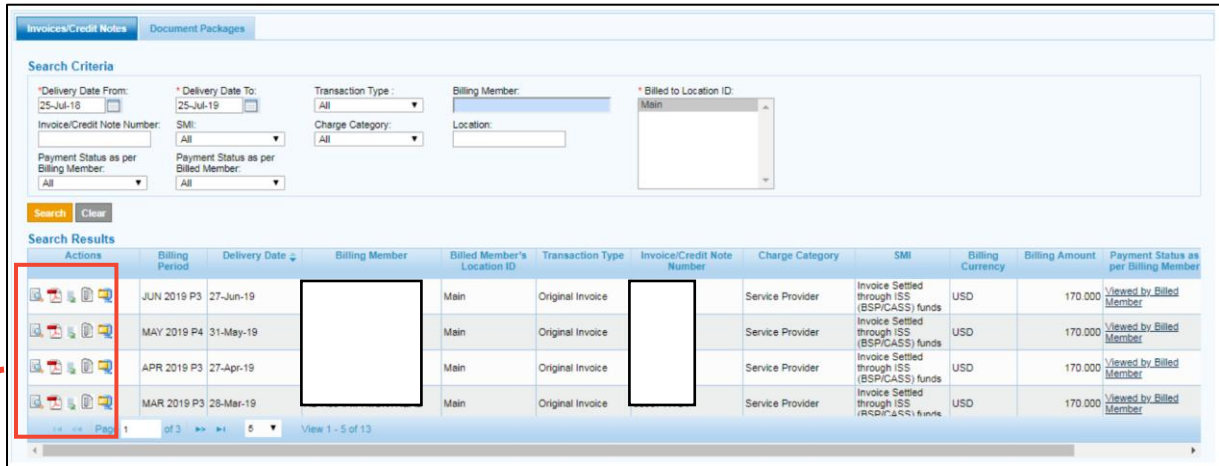 Invoices/Credit Notes Document Packages
Search Criteria
*Delivery Date From: * Delivery Date To: Transaction Type : Billing Member: * Billed to Location ID:
25-Jul-18 25-Jul-19 All Main
Invoice/Credit Note Number: SMI: Charge Category: Location:
All All
Payment Status as per Billing Member: Payment Status as per Billed Member:
All All
Search Clear
Search Results
Actions Billing Period Delivery Date Billing Member Billed Member's Location ID Transaction Type Invoice/Credit Note Number Charge Category SMI Billing Currency Billing Amount Payment Status as per Billing Member
JUN 2019 P3 27-Jun-19 Main Original Invoice Service Provider Invoice Settled through ISS (BSP/CASS) funds USD 170.000 Viewed by Billed Member
MAY 2019 P4 31-May-19 Main Original Invoice Service Provider Invoice Settled through ISS (BSP/CASS) funds USD 170.000 Viewed by Billed Member
APR 2019 P3 27-Apr-19 Main Original Invoice Service Provider Invoice Settled through ISS (BSP/CASS) funds USD 170.000 Viewed by Billed Member
MAR 2019 P3 28-Mar-19 Main Original Invoice Service Provider Invoice Settled through ISS (BSP/CASS) funds USD 170.000 Viewed by Billed Member
Page 1 of 3 5 View 1 - 5 of 13